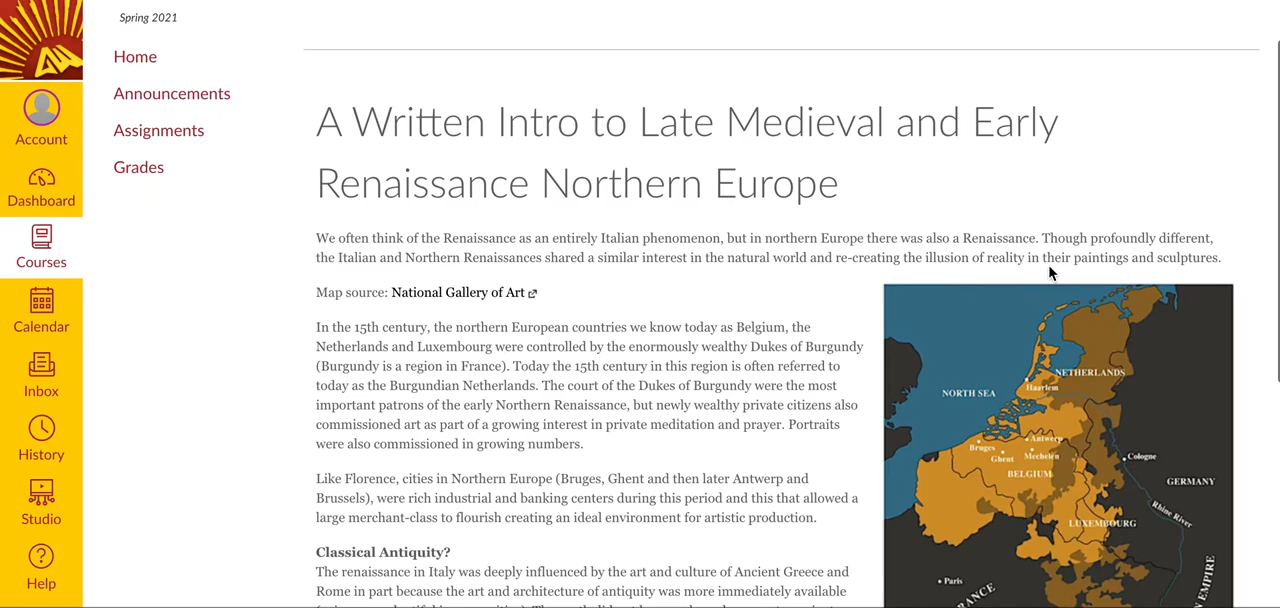 Spring 2021
Home
Announcements
Assignments
Grades
Account
Dashboard
Courses
Calendar
Inbox
History
Studio
Help
A Written Intro to Late Medieval and Early
Renaissance Northern Europe
We often think of the Renaissance as an entirely Italian phenomenon, but in northern Europe there was also a Renaissance. Though profoundly different,
the Italian and Northern Renaissances shared a similar interest in the natural world and re-creating the illusion of reality in their paintings and sculptures.
Map source: National Gallery of Art
In the 15th century, the northern European countries we know today as Belgium, the
Netherlands and Luxembourg were controlled by the enormously wealthy Dukes of Burgundy
(Burgundy is a region in France). Today the 15th century in this region is often referred to
today as the Burgundian Netherlands. The court of the Dukes of Burgundy were the most
important patrons of the early Northern Renaissance, but newly wealthy private citizens also
commissioned art as part of a growing interest in private meditation and prayer. Portraits
were also commissioned in growing numbers.
Like Florence, cities in Northern Europe (Bruges, Ghent and then later Antwerp and
Brussels), were rich industrial and banking centers during this period and this that allowed a
large merchant-class to flourish creating an ideal environment for artistic production.
Classical Antiquity?
The renaissance in Italy was deeply influenced by the art and culture of Ancient Greece and
Rome in part because the art and architecture of antiquity was more immediately available
NETHERLANDS
Haarlem
NORTH SEA
Antwerp
Bruges
Ghent
Mechelen
Cologne
BELGIUM
GERMANY
Rhine River
LUXEMBOURG
Paris
EMPIRE